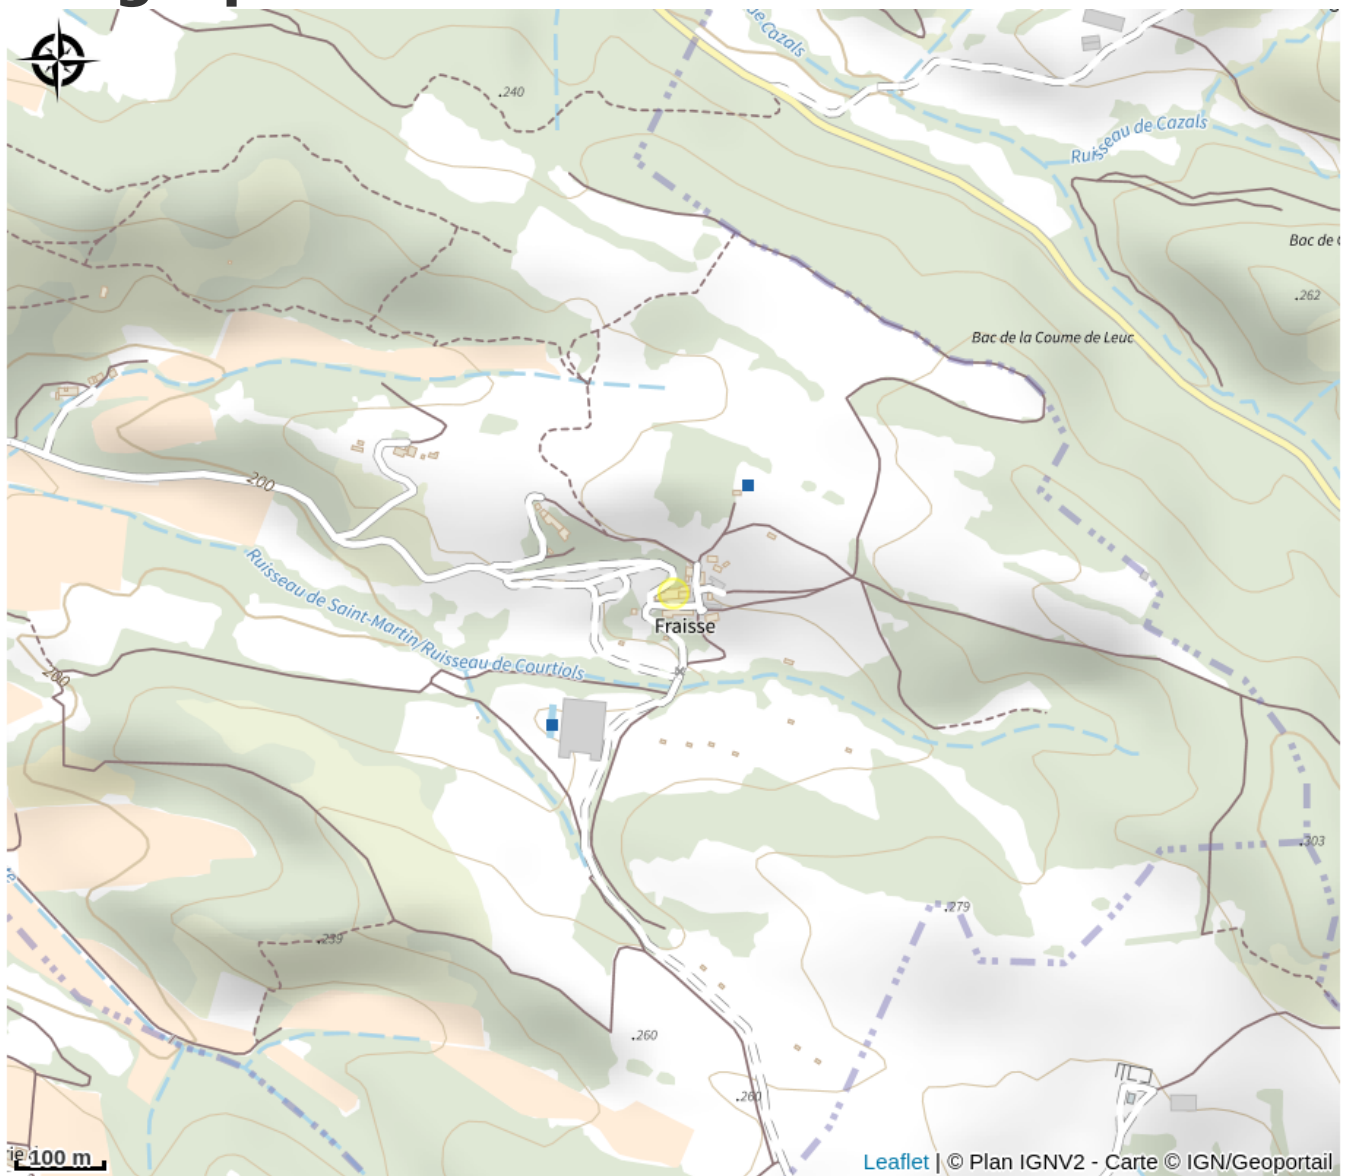 de Cazals
.240
Ruisseau de Cazals
Bac de
.262
Bac de la Coume de Leuc
200
Ruisseau de Saint-Martin/Ruisseau de Courtiols
Fraisse
200
.303
.279
.239
.260
.260
100 m
Leaflet | © Plan IGNV2 - Carte © IGN/Geoportail